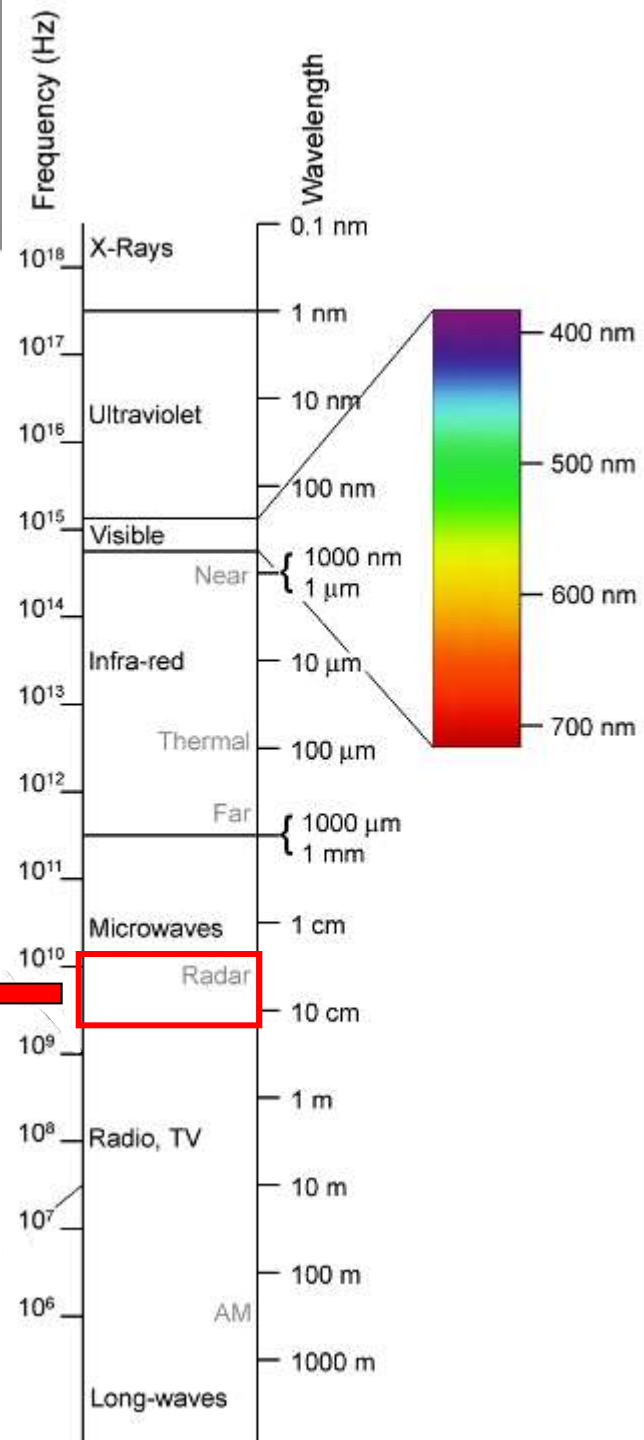 Frequency (Hz)
Wavelength
0.1 nm
X-Rays
10¹⁸
1 nm
400 nm
10¹⁷
10 nm
Ultraviolet
10¹⁶
500 nm
100 nm
10¹⁵
Visible
1000 nm
Near
1 μm
600 nm
10¹⁴
Infra-red
10 μm
10¹³
700 nm
Thermal
100 μm
10¹²
Far
1000 μm
1 mm
10¹¹
Microwaves
1 cm
10¹⁰
Radar
10 cm
10⁹
1 m
10⁸
Radio, TV
10 m
10⁷
100 m
10⁶
AM
1000 m
Long-waves